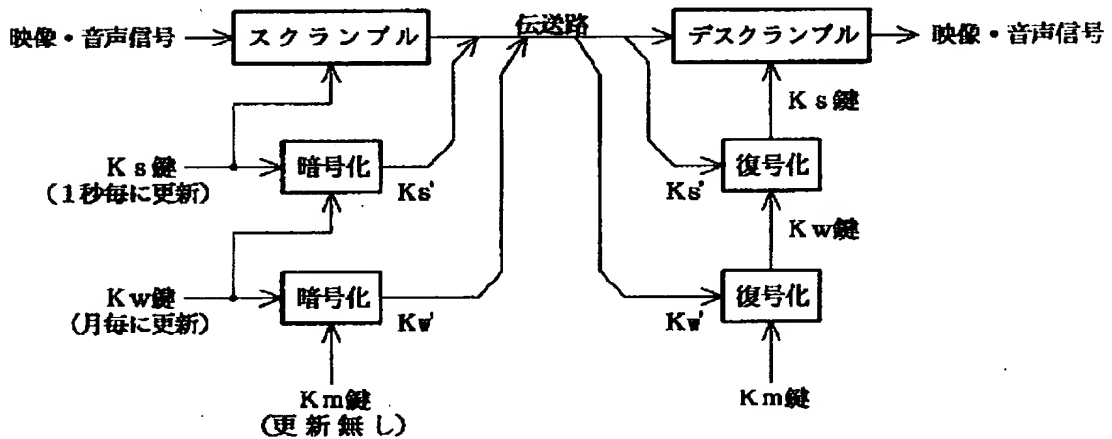 映像・音声信号
スクランブル
伝送路
デスクランブル
映像・音声信号
Ks鍵
Ks鍵
(1秒毎に更新)
暗号化
Ks'
Ks'
復号化
Kw鍵
Kw鍵
(月毎に更新)
暗号化
Kw'
Kw'
復号化
Km鍵
(更新無し)
Km鍵